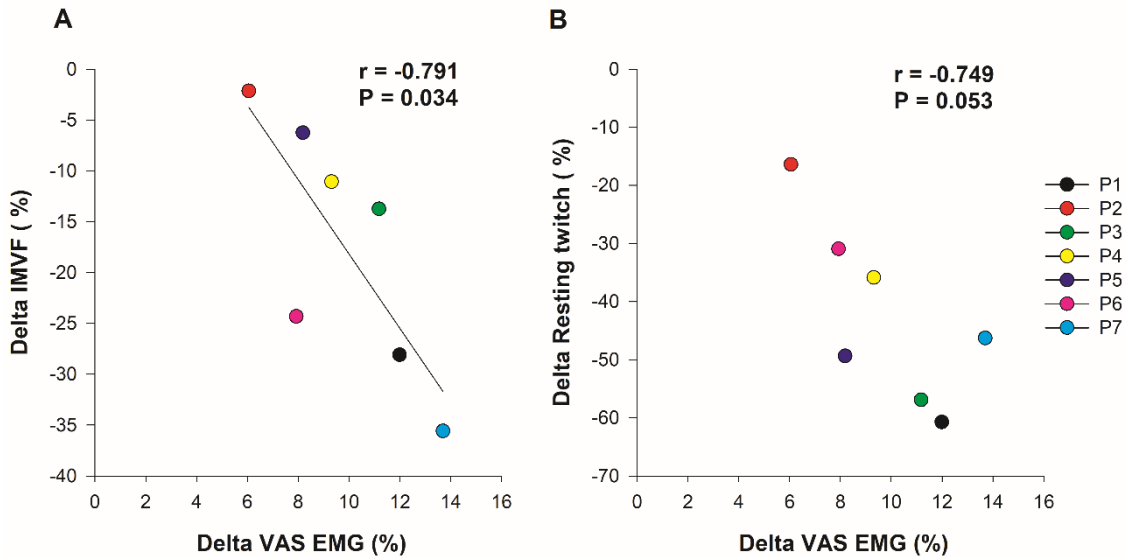 A
r = -0.791
P = 0.034
0
-5
-10
-15
-20
-25
-30
-35
-40
Delta IMVF ( %)
0 2 4 6 8 10 12 14 16
Delta VAS EMG (%)
B
r = -0.749
P = 0.053
0
-10
-20
-30
-40
-50
-60
-70
Delta Resting twitch ( %)
0 2 4 6 8 10 12 14 16
Delta VAS EMG (%)
P1
P2
P3
P4
P5
P6
P7